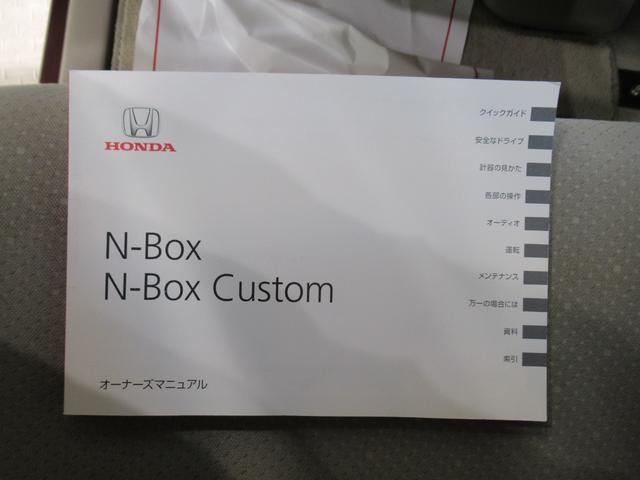 HONDA
N-Box
N-Box Custom
オーナーズマニュアル
クイックガイド
安全なドライブ
計器の見かた
各部の操作
オーディオ
運転
メンテナンス
万一の場合には
資料
索引